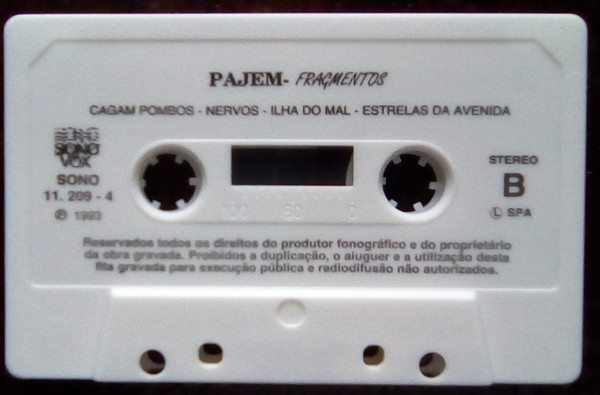 PAJEM- FRAGMENTOS
CAGAM POMBOS - NERVOS - ILHA DO MAL - ESTRELAS DA AVENIDA
SONO
VOX
SONO
11. 209 - 4
℗ 1993
STEREO
B
Ⓛ SPA
100 50 0
Reservados todos os direitos do produtor fonográfico e do proprietário
da obra gravada. Proibidos a duplicação, o aluguer e a utilização desta
fita gravada para execução pública e radiodifusão não autorizados.